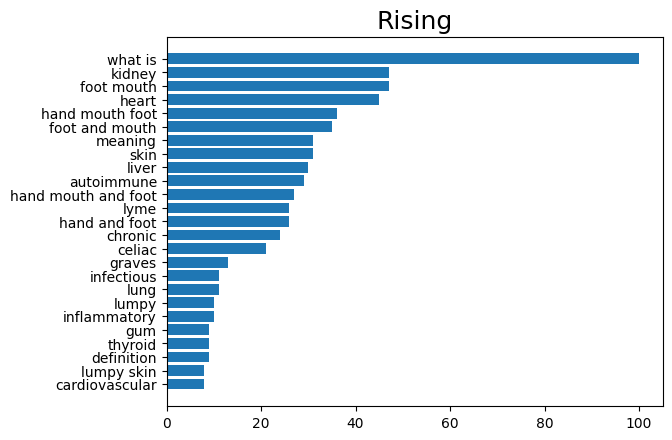 Rising
what is
kidney
foot mouth
heart
hand mouth foot
foot and mouth
meaning
skin
liver
autoimmune
hand mouth and foot
lyme
hand and foot
chronic
celiac
graves
infectious
lung
lumpy
inflammatory
gum
thyroid
definition
lumpy skin
cardiovascular
0 20 40 60 80 100